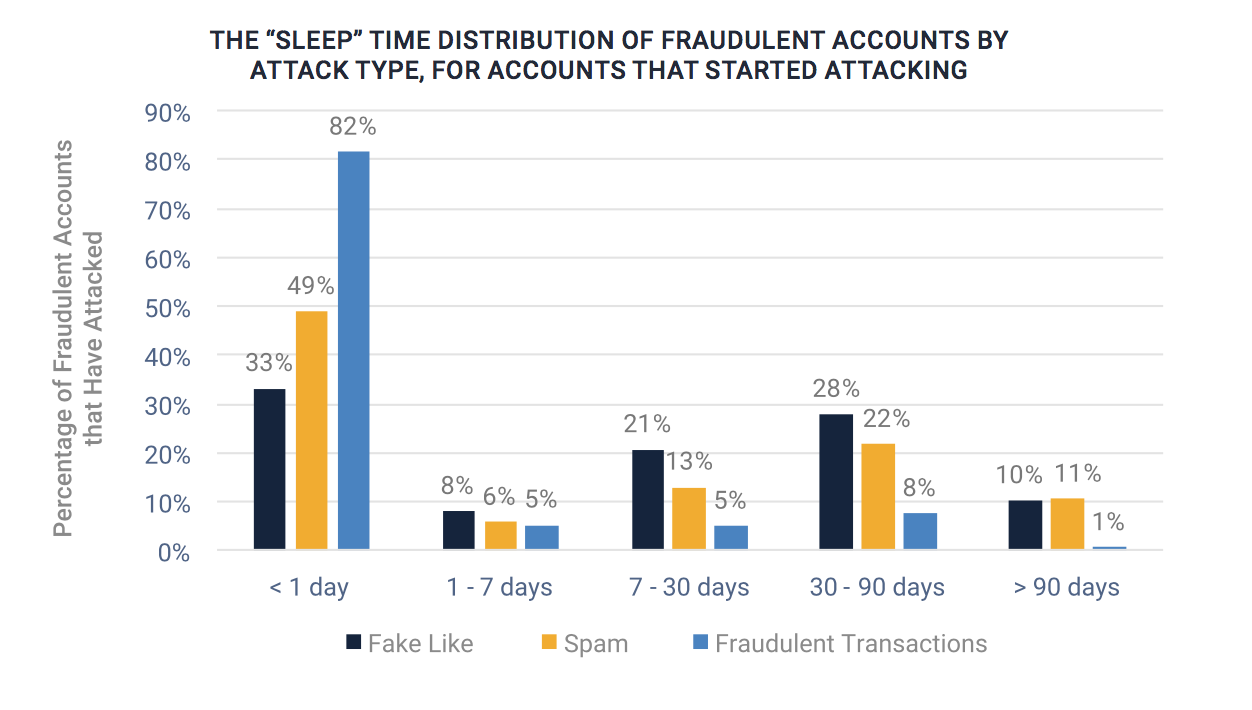 THE “SLEEP” TIME DISTRIBUTION OF FRAUDULENT ACCOUNTS BY
ATTACK TYPE, FOR ACCOUNTS THAT STARTED ATTACKING
Percentage of Fraudulent Accounts
that Have Attacked
90%
80%
70%
60%
50%
40%
30%
20%
10%
0%
33%
49%
82%
8%
6%
5%
21%
13%
5%
28%
22%
8%
10%
11%
1%
< 1 day
1 - 7 days
7 - 30 days
30 - 90 days
> 90 days
Fake Like
Spam
Fraudulent Transactions